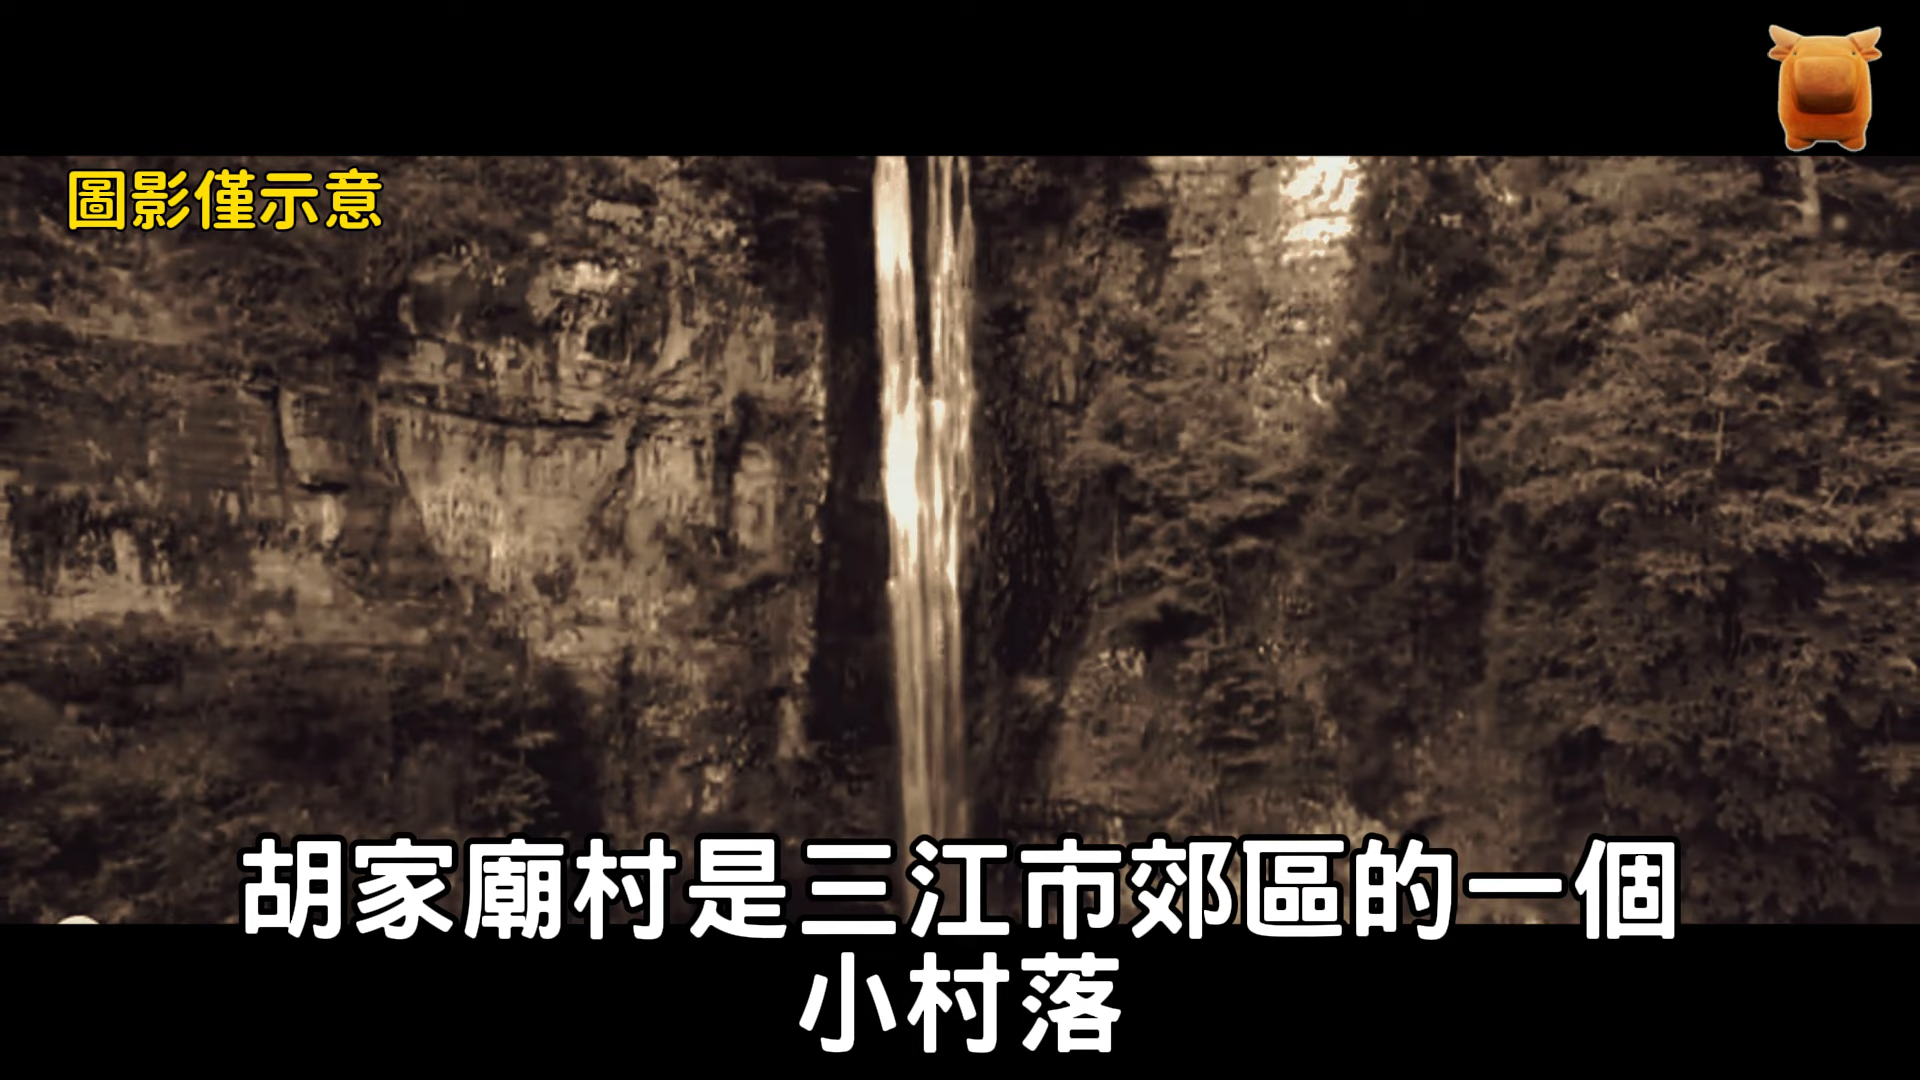 圖影僅示意
胡家廟村是三江市郊區的一個
小村落